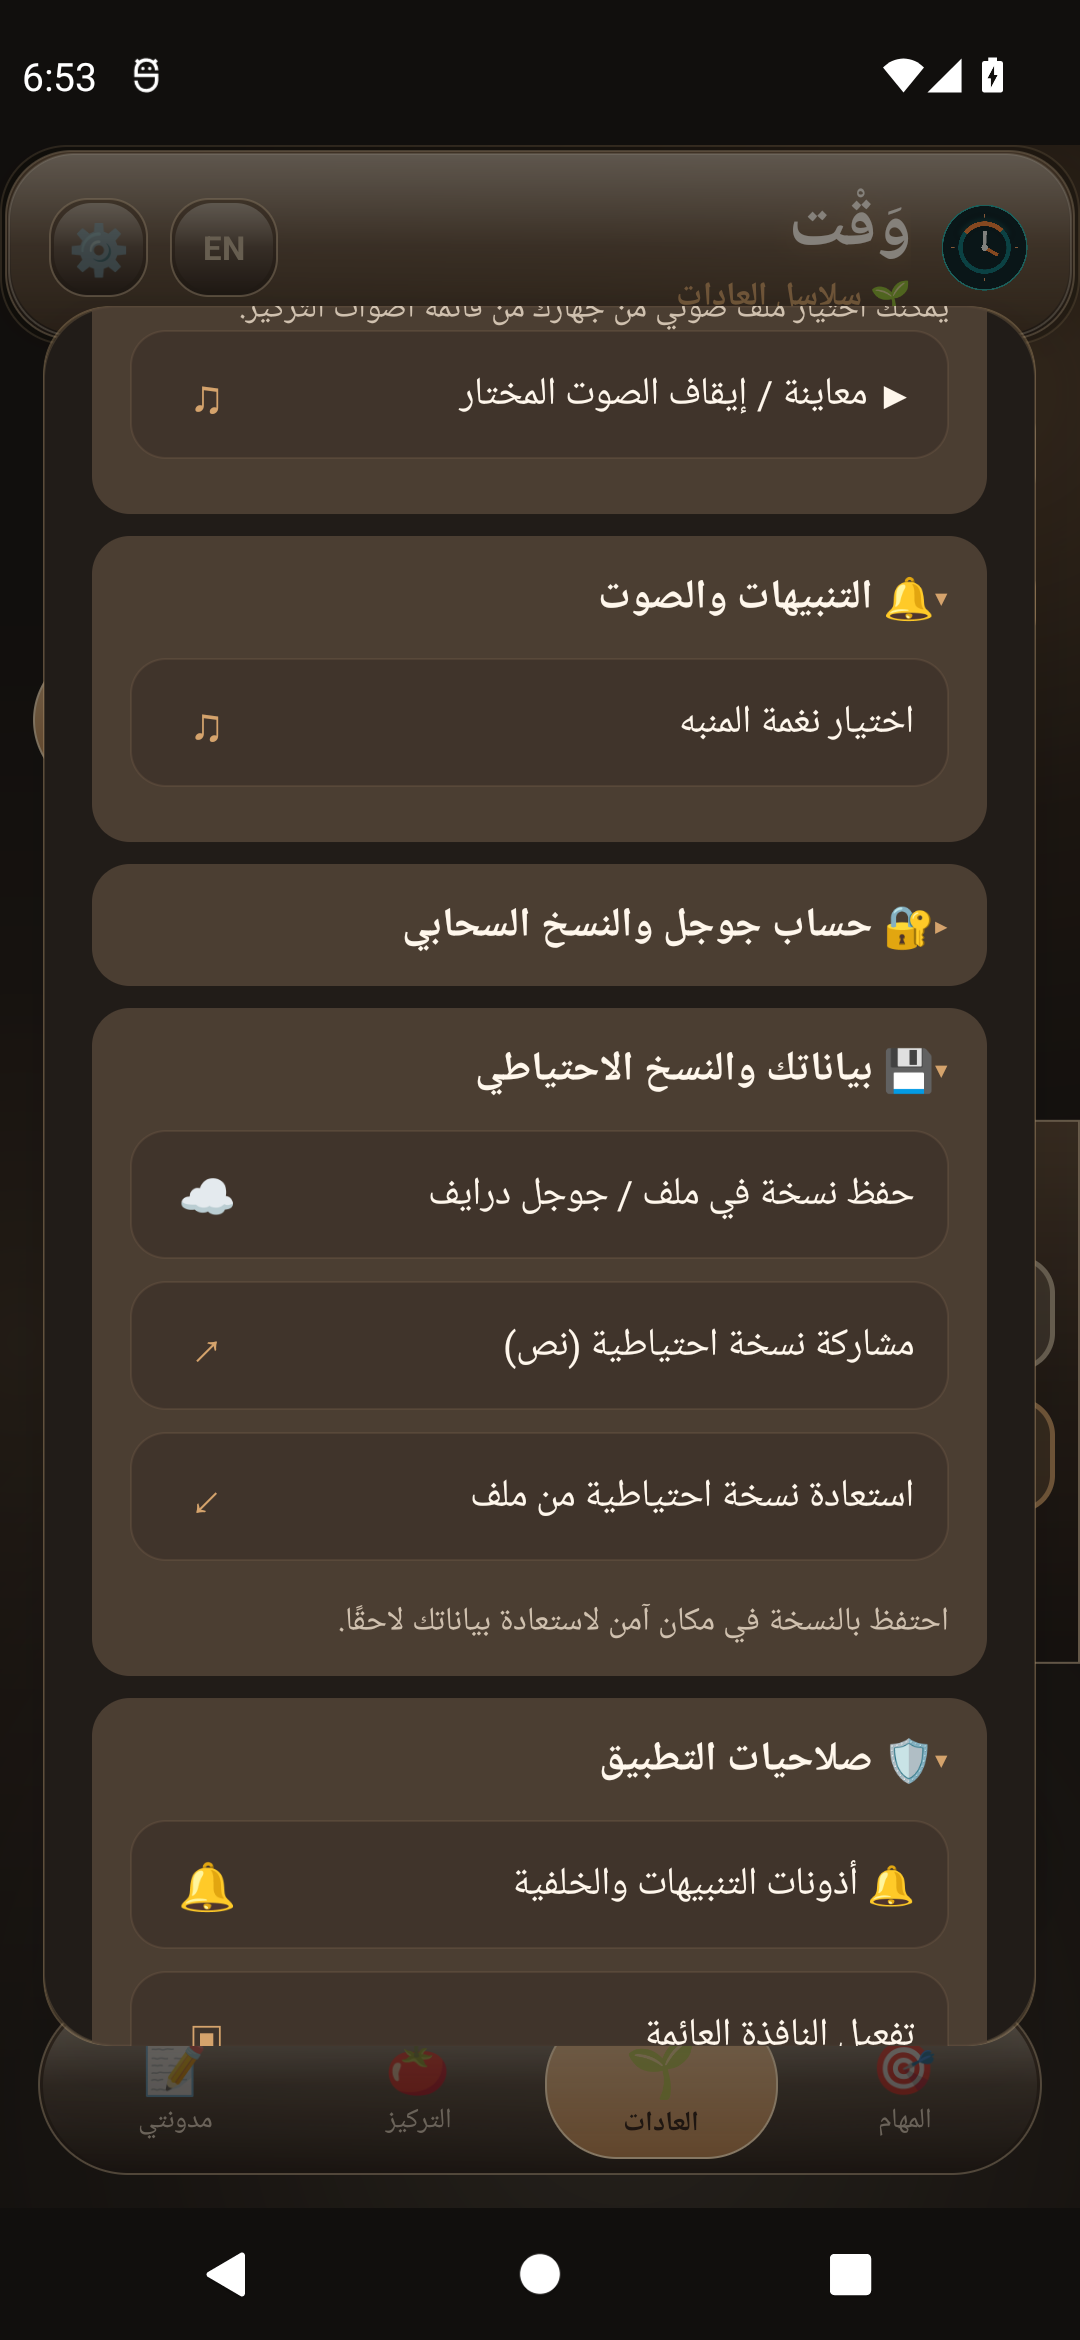 6:53
وَقْت
EN
سلاسل العادات
يمكنك اختيار ملف صوتي من جهازك من قائمة أصوات التركيز.
معاينة / إيقاف الصوت المختار
التنبيهات والصوت
اختيار نغمة المنبه
حساب جوجل والنسخ السحابي
بياناتك والنسخ الاحتياطي
حفظ نسخة في ملف / جوجل درايف
مشاركة نسخة احتياطية (نص)
استعادة نسخة احتياطية من ملف
احتفظ بالنسخة في مكان آمن لاستعادة بياناتك لاحقًا.
صلاحيات التطبيق
أذونات التنبيهات والخلفية
تفعيل النافذة العائمة
المهام
العادات
التركيز
مدونتي